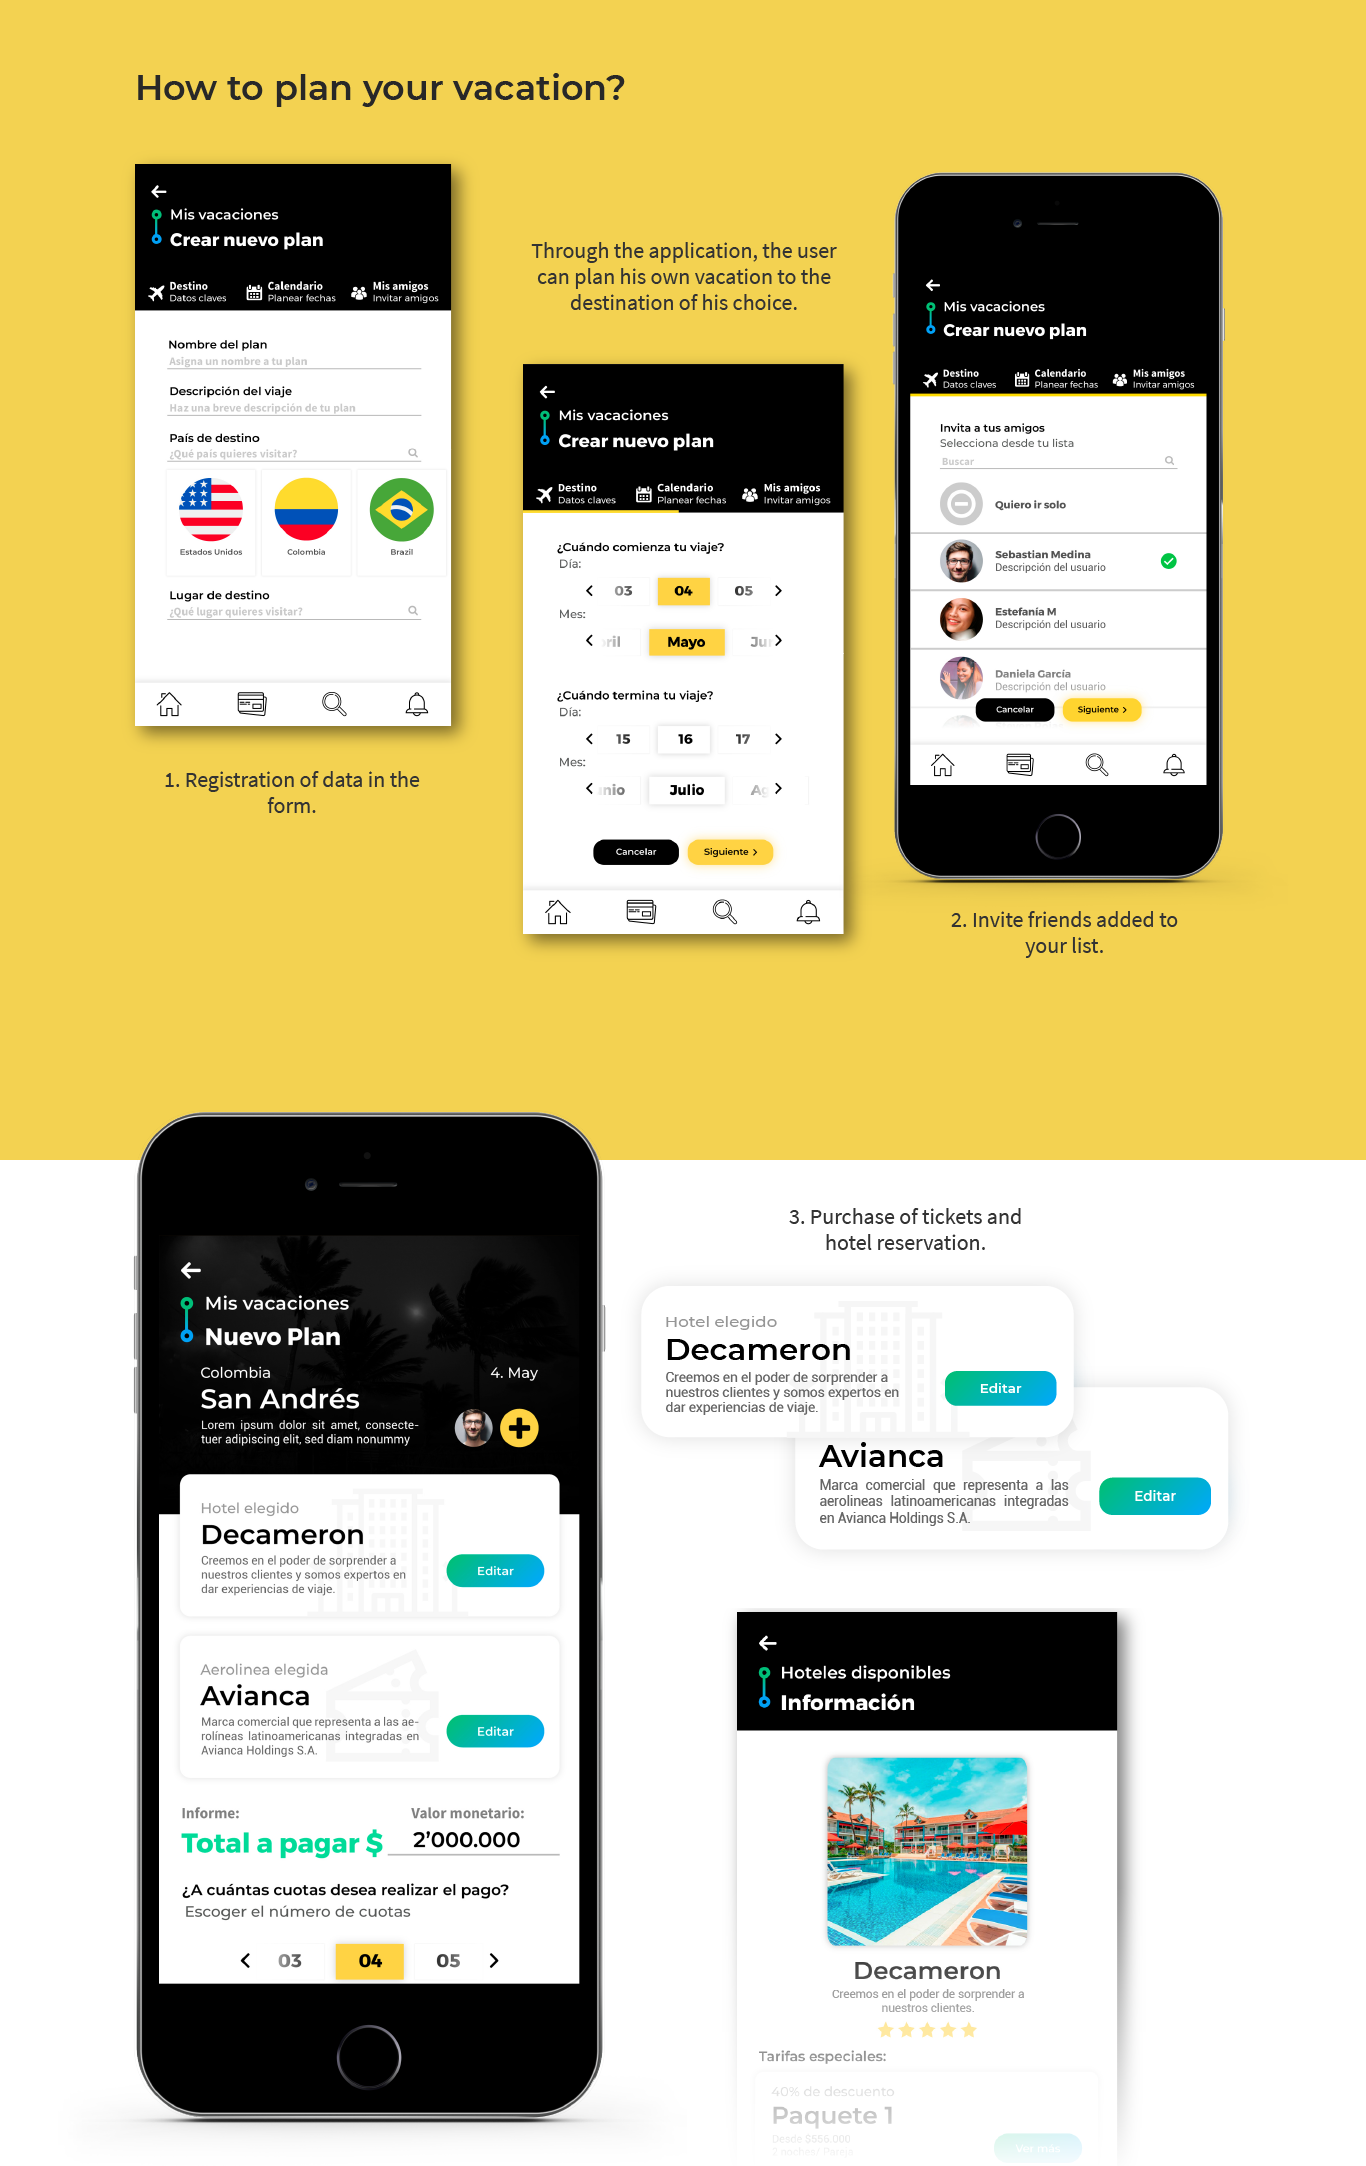 How to plan your vacation?
Mis vacaciones
Crear nuevo plan
Destino
Datos claves
Calendario
Planear fechas
Mis amigos
Invitar amigos
Nombre del plan
Asigna un nombre a tu plan
Descripción del viaje
Haz una breve descripción de tu plan
País de destino
¿Qué país quieres visitar?
Estados Unidos
Colombia
Brazil
Lugar de destino
¿Qué lugar quieres visitar?
1. Registration of data in the
form.
Through the application, the user
can plan his own vacation to the
destination of his choice.
Mis vacaciones
Crear nuevo plan
Destino
Datos claves
Calendario
Planear fechas
Mis amigos
Invitar amigos
¿Cuándo comienza tu viaje?
Día:
03 04 05
Mes:
ril Mayo Ju
¿Cuándo termina tu viaje?
Día:
15 16 17
Mes:
nio Julio Ag
Cancelar
Siguiente
Mis vacaciones
Crear nuevo plan
Destino
Datos claves
Calendario
Planear fechas
Mis amigos
Invitar amigos
Invita a tus amigos
Selecciona desde tu lista
Buscar
Quiero ir solo
Sebastian Medina
Descripción del usuario
Estefanía M
Descripción del usuario
Daniela García
Descripción del usuario
Cancelar
Siguiente
2. Invite friends added to
your list.
Mis vacaciones
Nuevo Plan
Colombia
4. May
San Andrés
Lorem ipsum dolor sit amet, consecte-
tuer adipiscing elit, sed diam nonummy
Hotel elegido
Decameron
Creemos en el poder de sorprender a
nuestros clientes y somos expertos en
dar experiencias de viaje.
Editar
Aerolinea elegida
Avianca
Marca comercial que representa a las ae-
rolíneas latinoamericanas integradas en
Avianca Holdings S.A.
Editar
Informe:
Valor monetario:
Total a pagar $
2'000.000
¿A cuántas cuotas desea realizar el pago?
Escoger el número de cuotas
03 04 05
3. Purchase of tickets and
hotel reservation.
Hotel elegido
Decameron
Creemos en el poder de sorprender a
nuestros clientes y somos expertos en
dar experiencias de viaje.
Editar
Avianca
Marca comercial que representa a las
aerolineas latinoamericanas integradas
en Avianca Holdings S.A.
Editar
Hoteles disponibles
Información
Decameron
Creemos en el poder de sorprender a
nuestros clientes.
Tarifas especiales:
40% de descuento
Paquete 1
Desde $556.000
Ver más